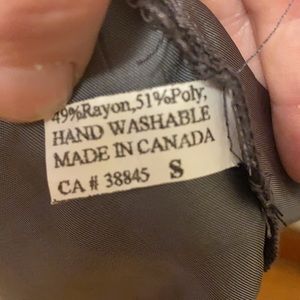 49%Rayon,51%Poly,
HAND WASHABLE
MADE IN CANADA
CA # 38845 S